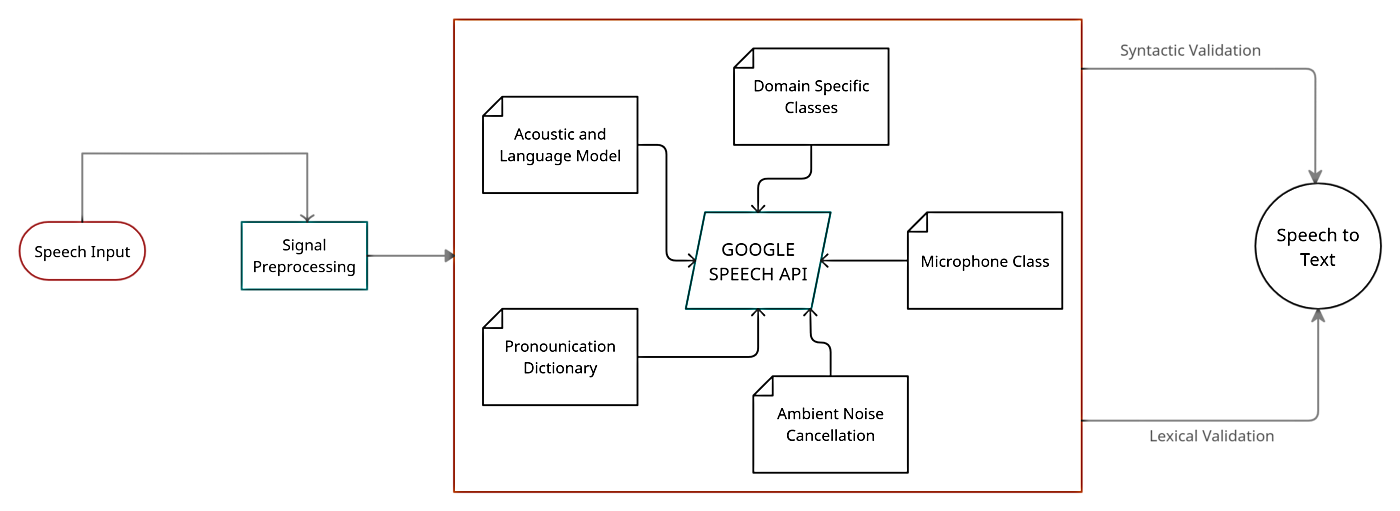 Speech Input
Signal
Preprocessing
Acoustic and
Language Model
Domain Specific
Classes
GOOGLE
SPEECH API
Microphone Class
Pronounication
Dictionary
Ambient Noise
Cancellation
Syntactic Validation
Speech to
Text
Lexical Validation